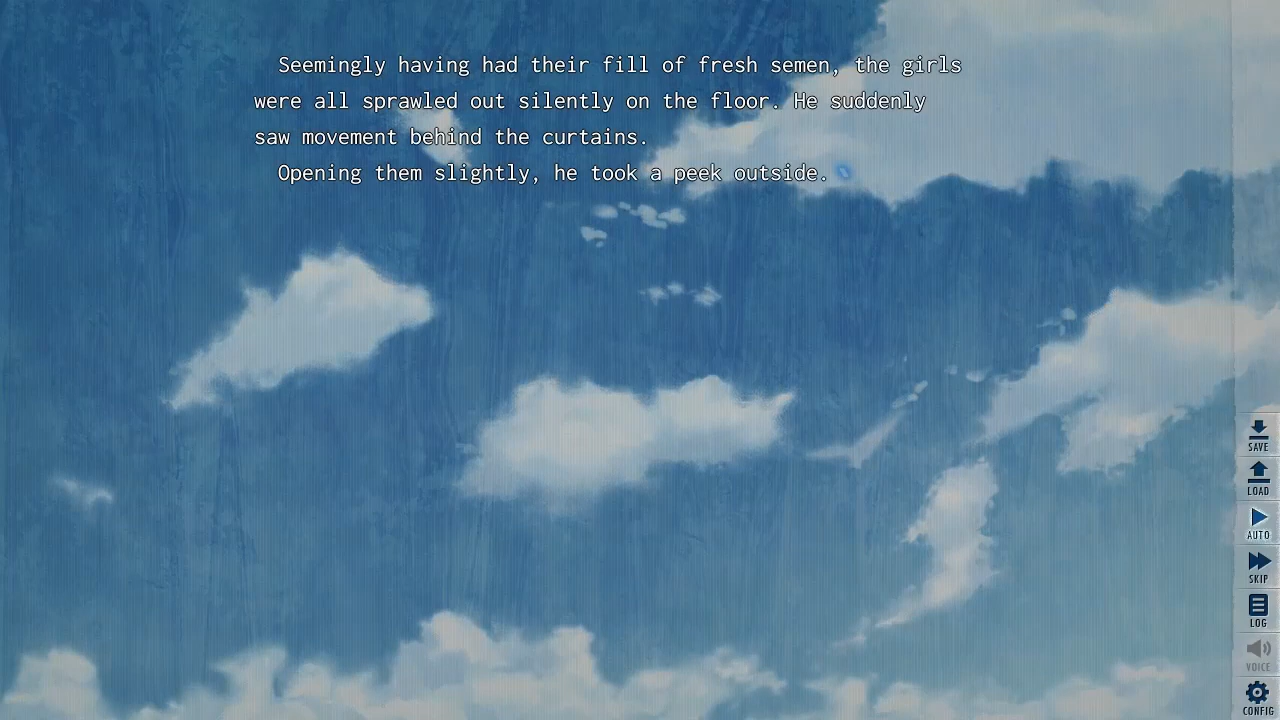 Seemingly having had their fill of fresh semen, the girls
were all sprawled out silently on the floor. He suddenly
saw movement behind the curtains.
Opening them slightly, he took a peek outside.
SAVE
LOAD
AUTO
SKIP
LOG
VOICE
CONFIG